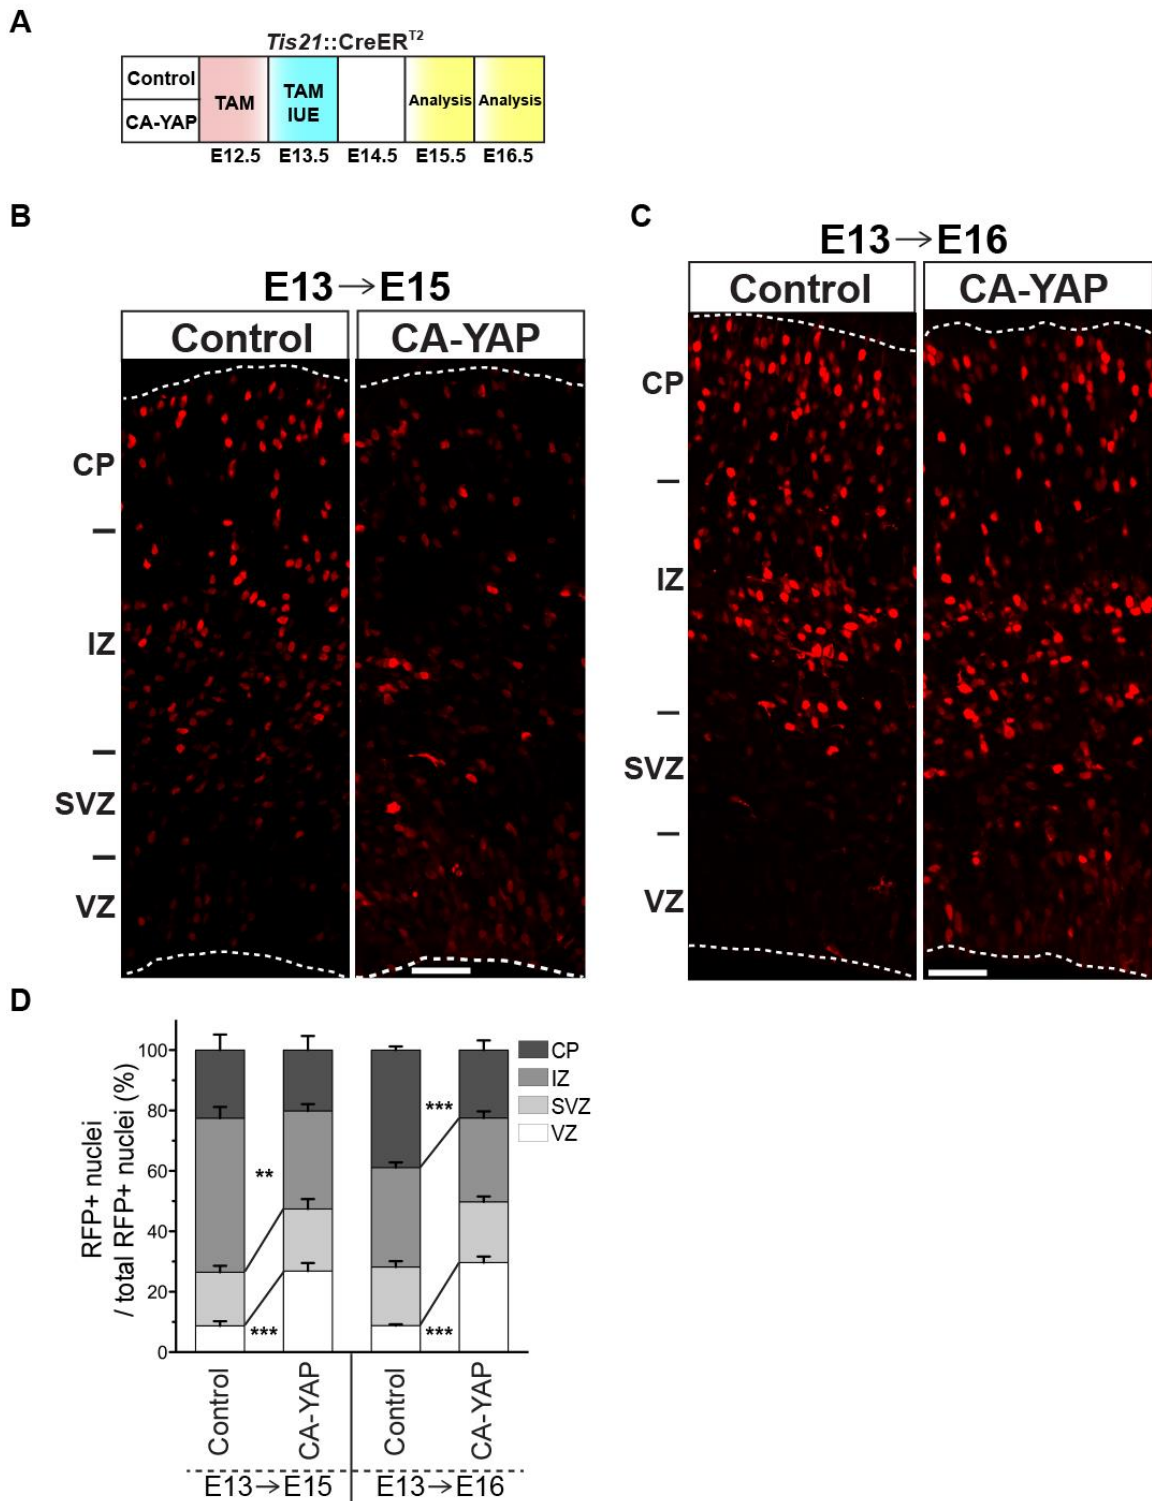 A
Tis21::CreERT2
Control
CA-YAP
TAM
TAM
IUE
Analysis
Analysis
E12.5
E13.5
E14.5
E15.5
E16.5
B
E13→E15
Control
CA-YAP
CP
IZ
SVZ
VZ
C
E13→E16
Control
CA-YAP
CP
IZ
SVZ
VZ
D
RFP+ nuclei
/ total RFP+ nuclei (%)
100
80
60
40
20
0
**
***
***
***
CP
IZ
SVZ
VZ
Control
CA-YAP
Control
CA-YAP
E13→E15
E13→E16